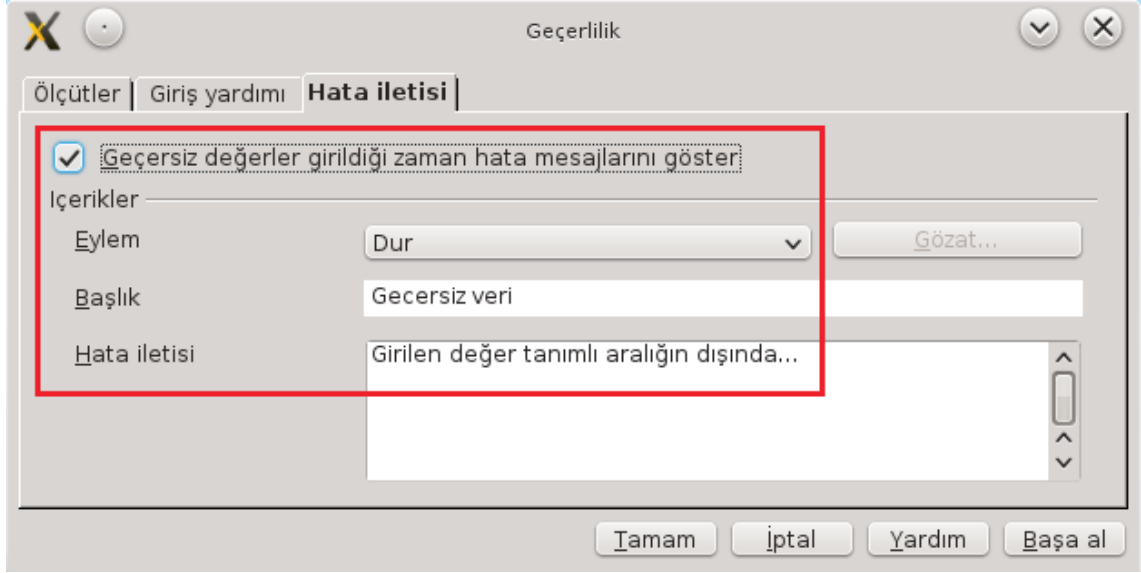 Geçerlilik
Ölçütler Giriş yardımı Hata iletisi
Geçersiz değerler girildiği zaman hata mesajlarını göster
Içerikler
Eylem Dur Gözat...
Başlık Gecersiz veri
Hata iletisi Girilen değer tanımlı aralığın dışında...
Tamam İptal Yardım Başa al